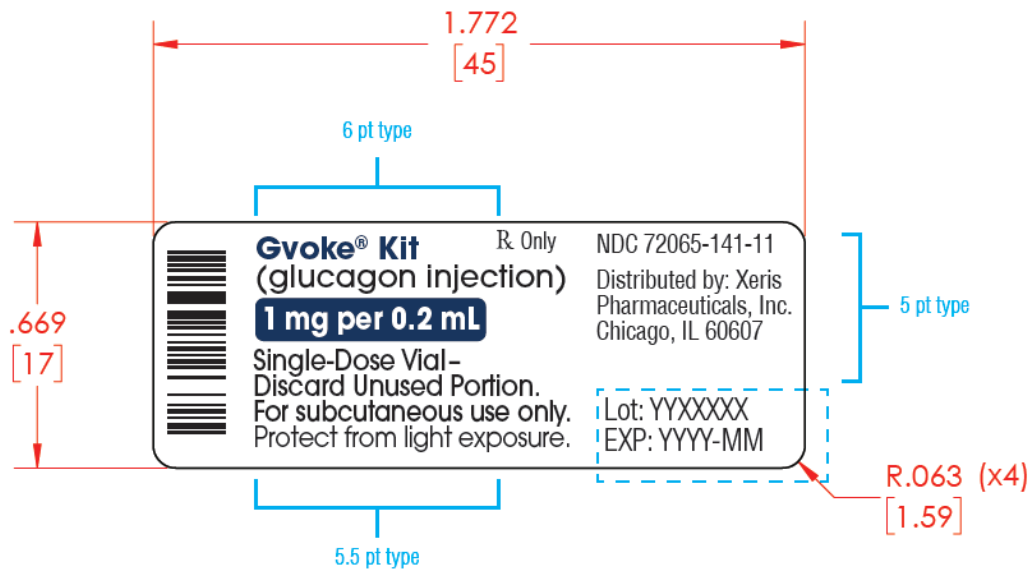 1.772
[45]
6 pt type
Gvoke® Kit
℞ Only
(glucagon injection)
1 mg per 0.2 mL
Single-Dose Vial–
Discard Unused Portion.
For subcutaneous use only.
Protect from light exposure.
NDC 72065-141-11
Distributed by: Xeris
Pharmaceuticals, Inc.
Chicago, IL 60607
Lot: YYXXXXX
EXP: YYYY-MM
5 pt type
.669
[17]
R.063 (x4)
[1.59]
5.5 pt type